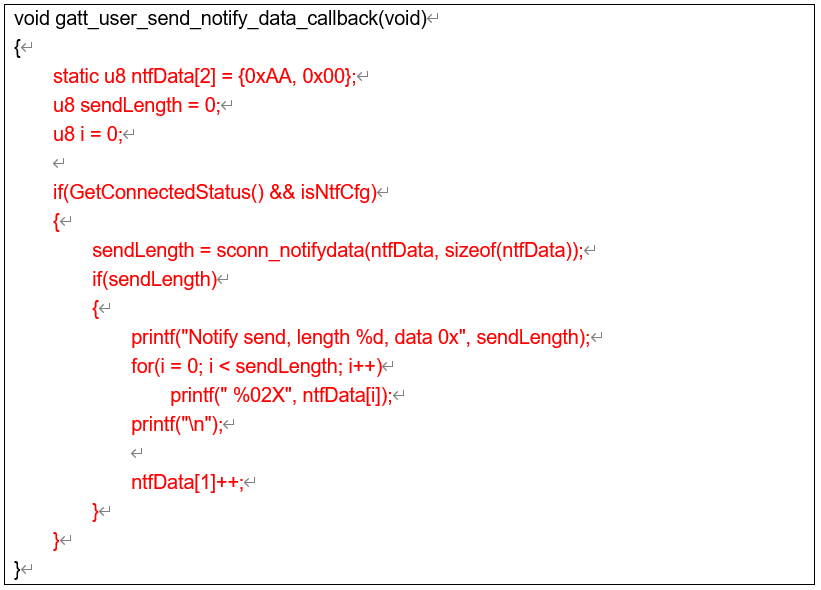 void gatt_user_send_notify_data_callback(void)↵
{↵
static u8 ntfData[2] = {0xAA, 0x00};↵
u8 sendLength = 0;↵
u8 i = 0;↵
↵
if(GetConnectedStatus() && isNtfCfg)↵
{↵
sendLength = sconn_notifydata(ntfData, sizeof(ntfData));↵
if(sendLength)↵
{↵
printf("Notify send, length %d, data 0x", sendLength);↵
for(i = 0; i < sendLength; i++)↵
printf(" %02X", ntfData[i]);↵
printf("\n");↵
↵
ntfData[1]++;↵
}↵
}↵
}↵